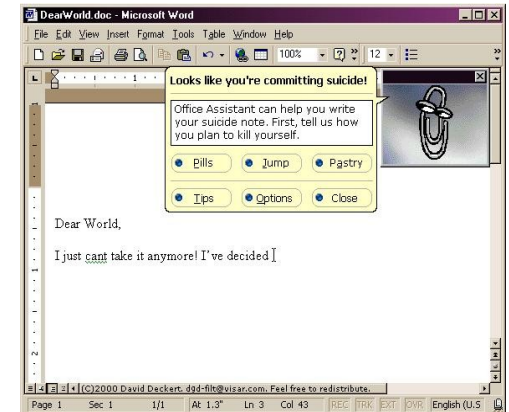 DearWorld.doc - Microsoft Word
File Edit View Insert Format Tools Table Window Help
100% 12
Looks like you're committing suicide!
Office Assistant can help you write
your suicide note. First, tell us how
you plan to kill yourself.
Pills Jump Pastry
Tips Options Close
Dear World,
I just cant take it anymore! I've decided
(C)2000 David Deckert. dgd-filt@visar.com. Feel free to redistribute.
Page 1 Sec 1 1/1 At 1.3" Ln 3 Col 43 REC TRK EXT OVR English (U.S